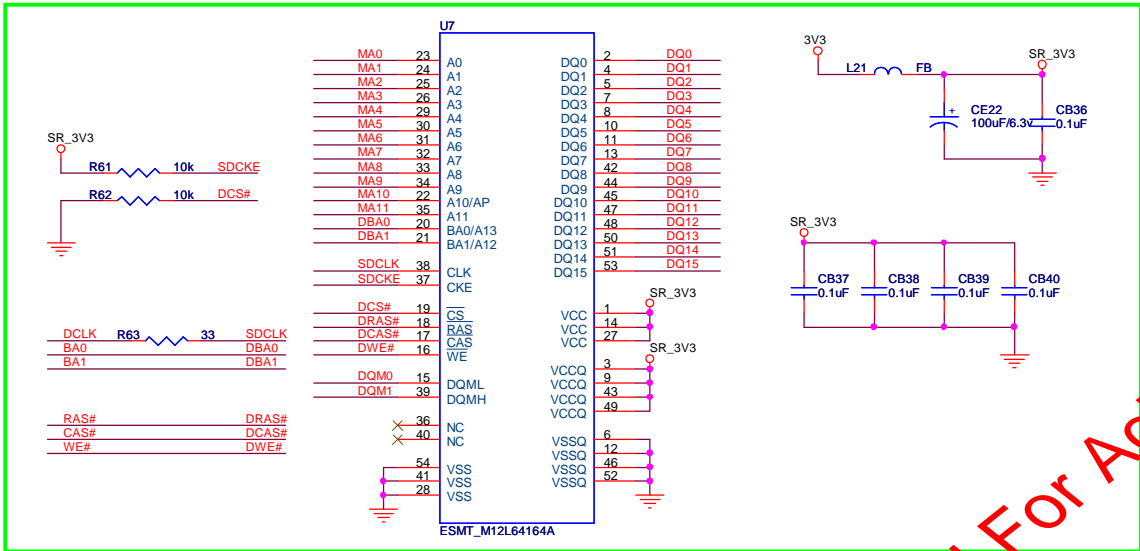 U7
MA0 23 A0
MA1 24 A1
MA2 25 A2
MA3 26 A3
MA4 29 A4
MA5 30 A5
MA6 31 A6
MA7 32 A7
MA8 33 A8
MA9 34 A9
MA10 22 A10/AP
MA11 35 A11
DBA0 20 BA0/A13
DBA1 21 BA1/A12
SDCLK 38 CLK
SDCKE 37 CKE
DCS# 19 CS
DRAS# 18 RAS
DCAS# 17 CAS
DWE# 16 WE
DQM0 15 DQML
DQM1 39 DQMH
36 NC
40 NC
54 VSS
41 VSS
28 VSS
DQ0 2 DQ0
DQ1 4 DQ1
DQ2 5 DQ2
DQ3 7 DQ3
DQ4 8 DQ4
DQ5 10 DQ5
DQ6 11 DQ6
DQ7 13 DQ7
DQ8 42 DQ8
DQ9 44 DQ9
DQ10 45 DQ10
DQ11 47 DQ11
DQ12 48 DQ12
DQ13 50 DQ13
DQ14 51 DQ14
DQ15 53 DQ15
SR_3V3
VCC 1
VCC 14
VCC 27
SR_3V3
VCCQ 3
VCCQ 9
VCCQ 43
VCCQ 49
VSSQ 6
VSSQ 12
VSSQ 46
VSSQ 52
ESMT_M12L64164A
SR_3V3
R61 10k SDCKE
R62 10k DCS#
DCLK R63 33 SDCLK
BA0 DBA0
BA1 DBA1
RAS# DRAS#
CAS# DCAS#
WE# DWE#
3V3
SR_3V3
L21 FB
CE22
100uF/6.3v
CB36
0.1uF
SR_3V3
CB37
0.1uF
CB38
0.1uF
CB39
0.1uF
CB40
0.1uF
For